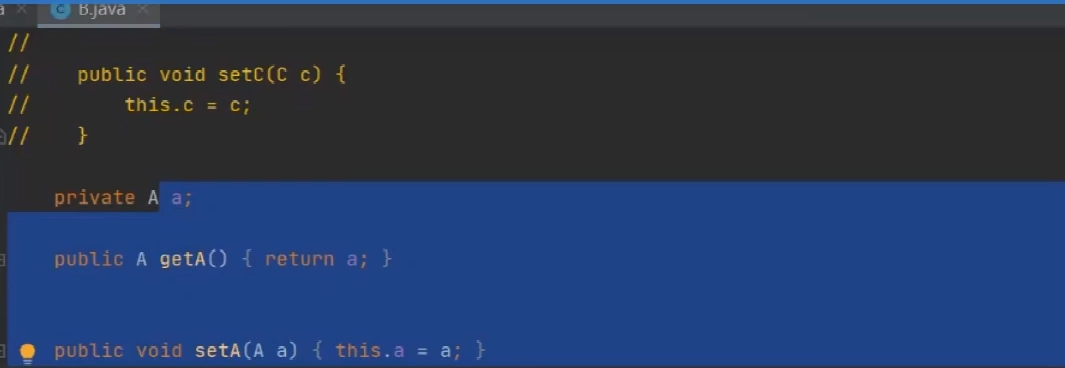 a × B.java ×
//
//    public void setC(C c) {
//        this.c = c;
//    }
private A a;
public A getA() { return a; }
public void setA(A a) { this.a = a; }